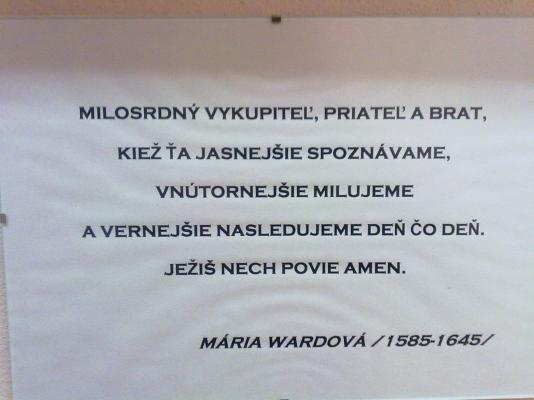 MILOSRDNÝ VYKUPITEĽ, PRIATEĽ A BRAT,
KIEŽ ŤA JASNEJŠIE SPOZNÁVAME,
VNÚTORNEJŠIE MILUJEME
A VERNEJŠIE NASLEDUJEME DEŇ ČO DEŇ.
JEŽIŠ NECH POVIE AMEN.
MÁRIA WARDOVÁ /1585-1645/